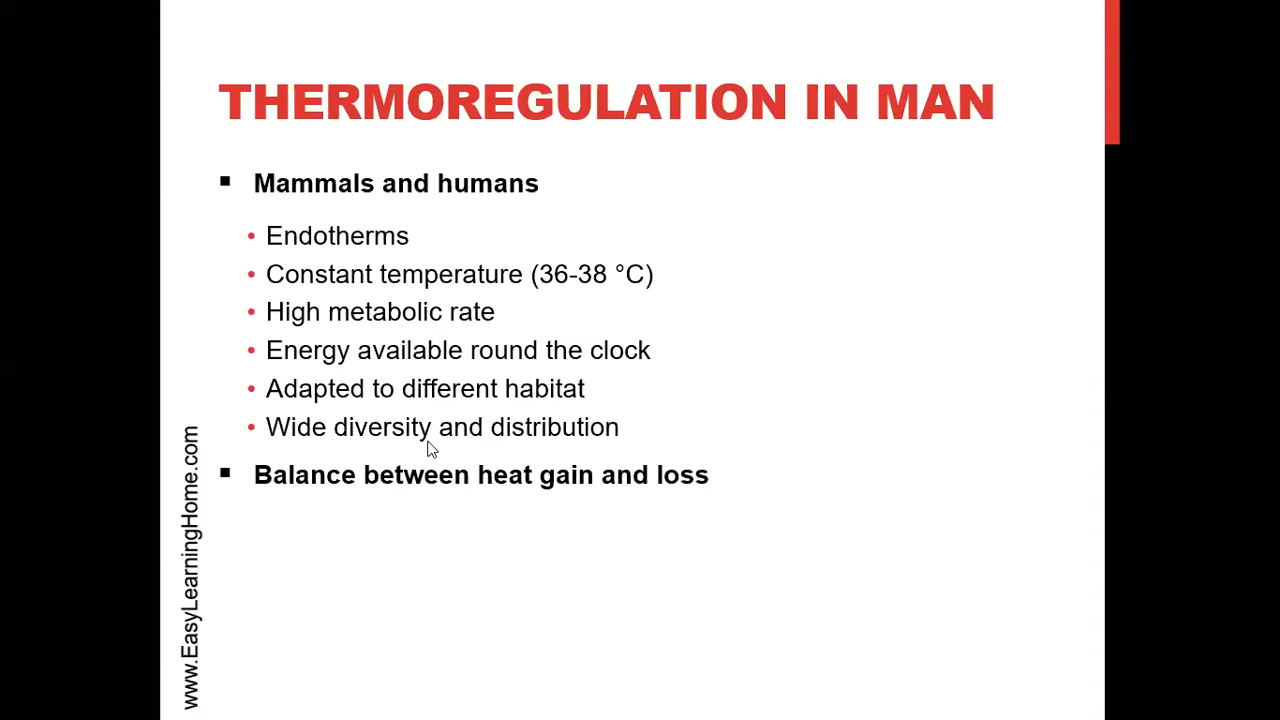 THERMOREGULATION IN MAN
Mammals and humans
Endotherms
Constant temperature (36-38 °C)
High metabolic rate
Energy available round the clock
Adapted to different habitat
Wide diversity and distribution
Balance between heat gain and loss
www.EasyLearningHome.com